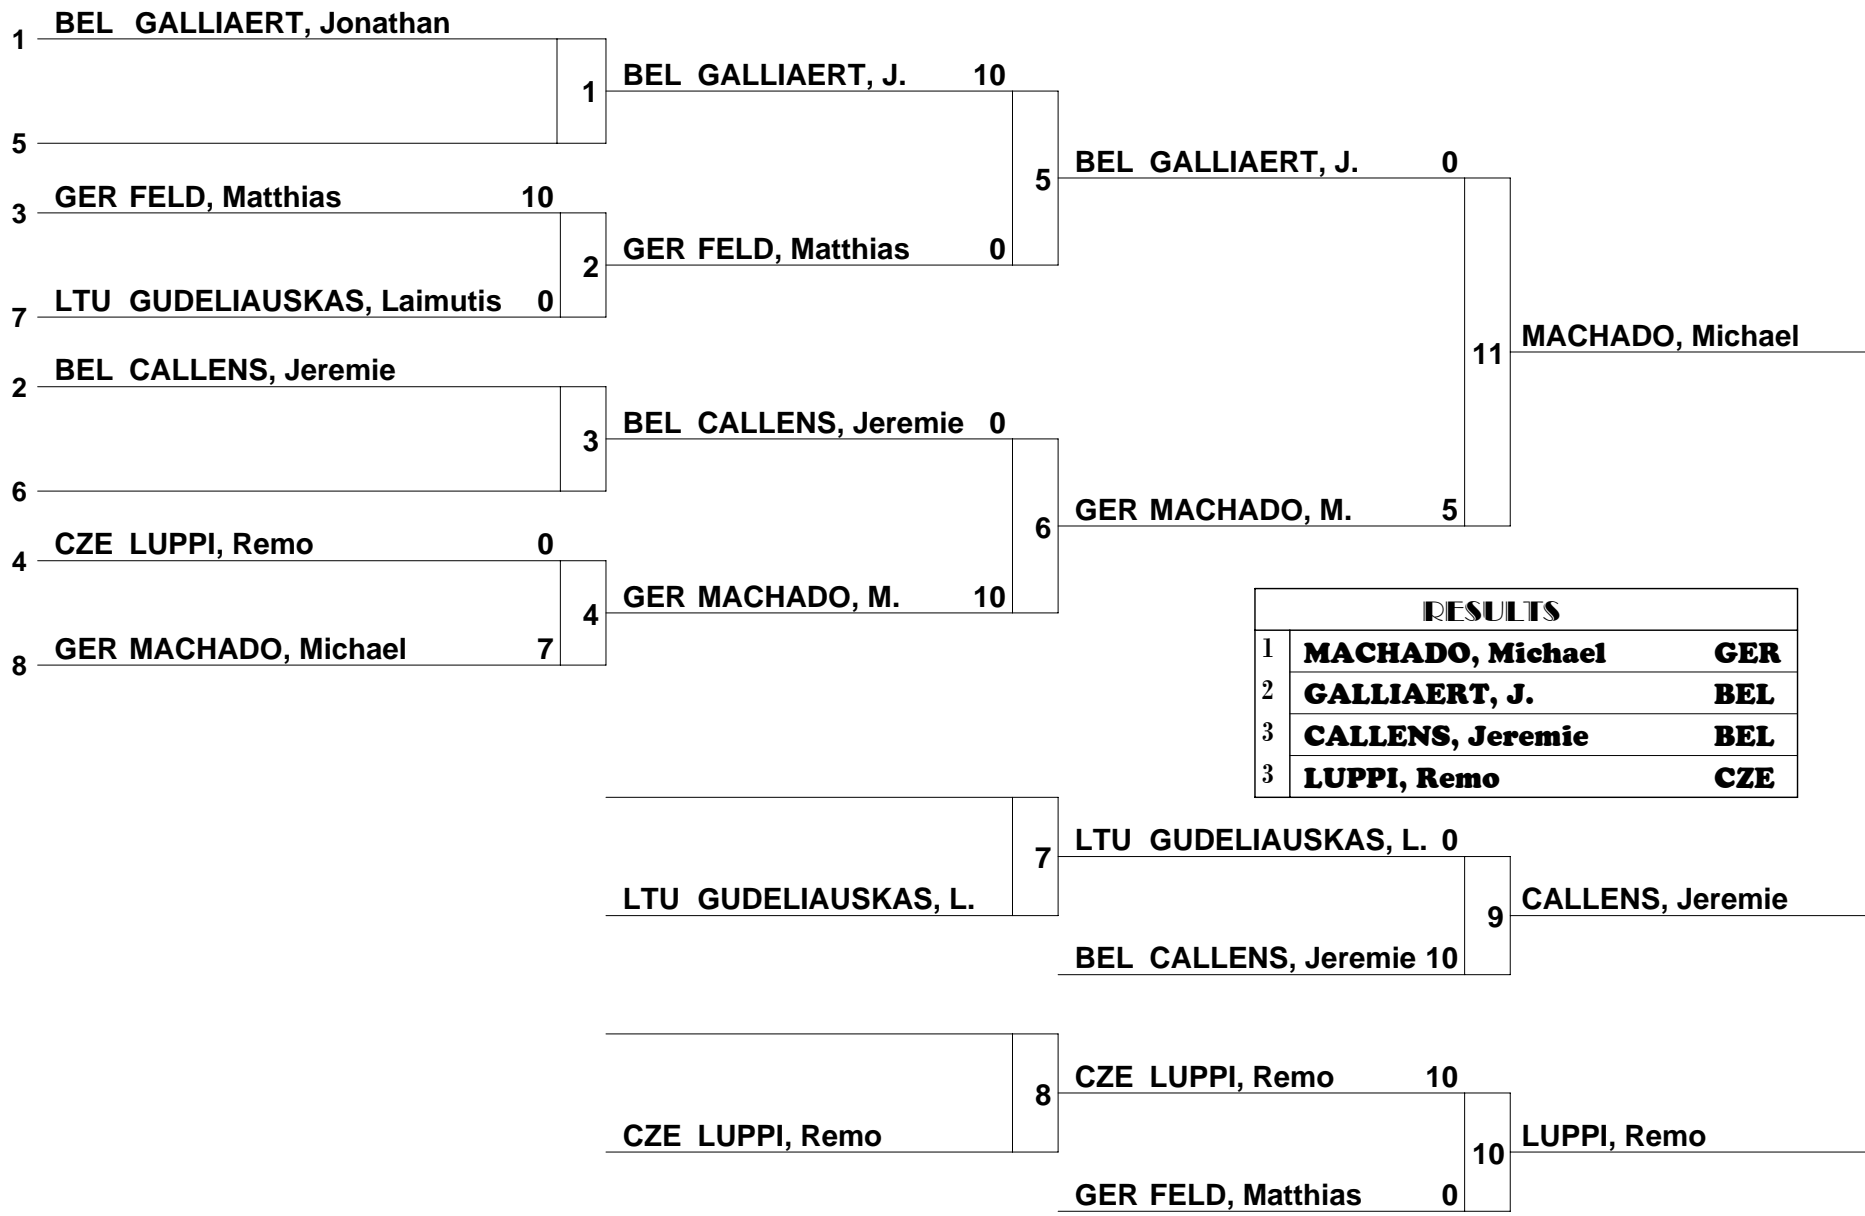 1 BEL GALLIAERT, Jonathan
5
1
3 GER FELD, Matthias 10
7 LTU GUDELIAUSKAS, Laimutis 0
2
2 BEL CALLENS, Jeremie
6
3
4 CZE LUPPI, Remo 0
8 GER MACHADO, Michael 7
4
BEL GALLIAERT, J. 10
GER FELD, Matthias 0
5
BEL CALLENS, Jeremie 0
GER MACHADO, M. 10
6
BEL GALLIAERT, J. 0
GER MACHADO, M. 5
11
MACHADO, Michael
RESULTS
1 MACHADO, Michael GER
2 GALLIAERT, J. BEL
3 CALLENS, Jeremie BEL
3 LUPPI, Remo CZE
LTU GUDELIAUSKAS, L.
7
LTU GUDELIAUSKAS, L. 0
BEL CALLENS, Jeremie 10
9
CALLENS, Jeremie
CZE LUPPI, Remo
8
CZE LUPPI, Remo 10
GER FELD, Matthias 0
10
LUPPI, Remo